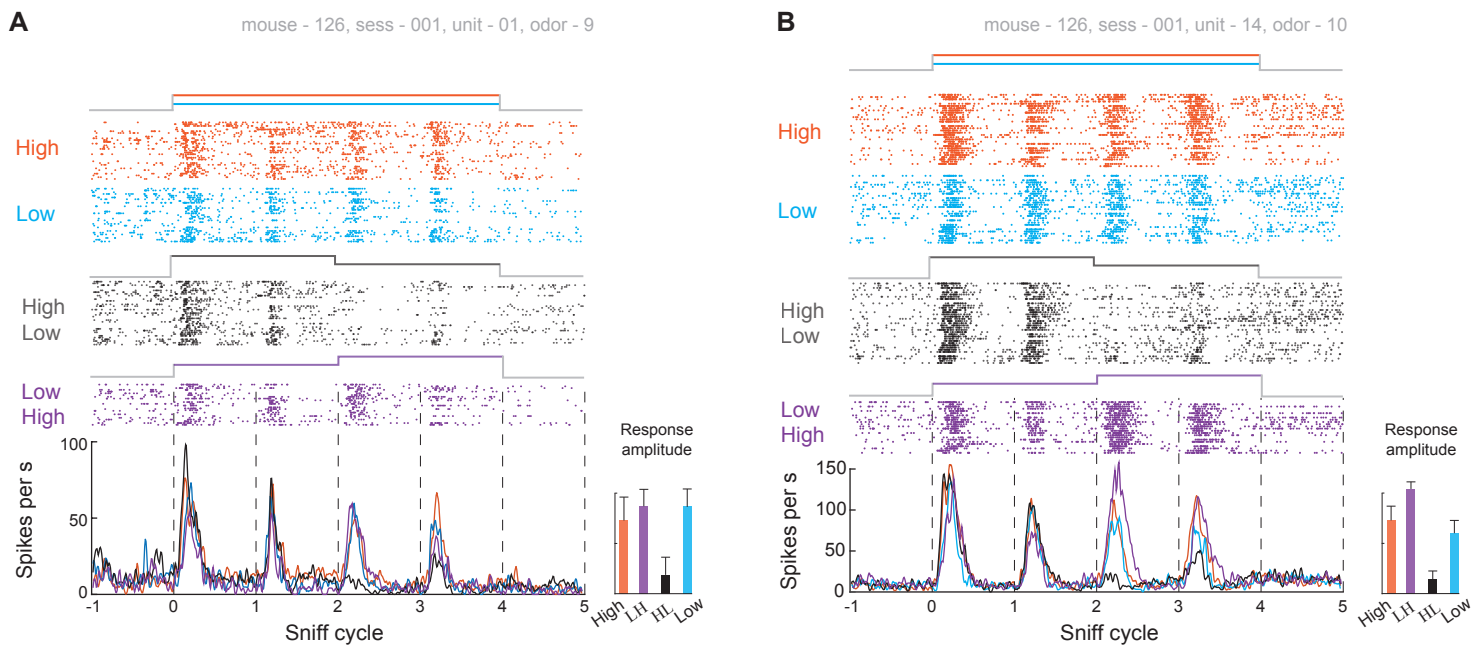 A
mouse - 126, sess - 001, unit - 01, odor - 9
High
Low
High
Low
Low
High
100
50
0
Spikes per s
-1 0 1 2 3 4 5
Sniff cycle
Response
amplitude
High LH HL Low
B
mouse - 126, sess - 001, unit - 14, odor - 10
High
Low
High
Low
Low
High
150
100
50
0
Spikes per s
-1 0 1 2 3 4 5
Sniff cycle
Response
amplitude
High LH HL Low